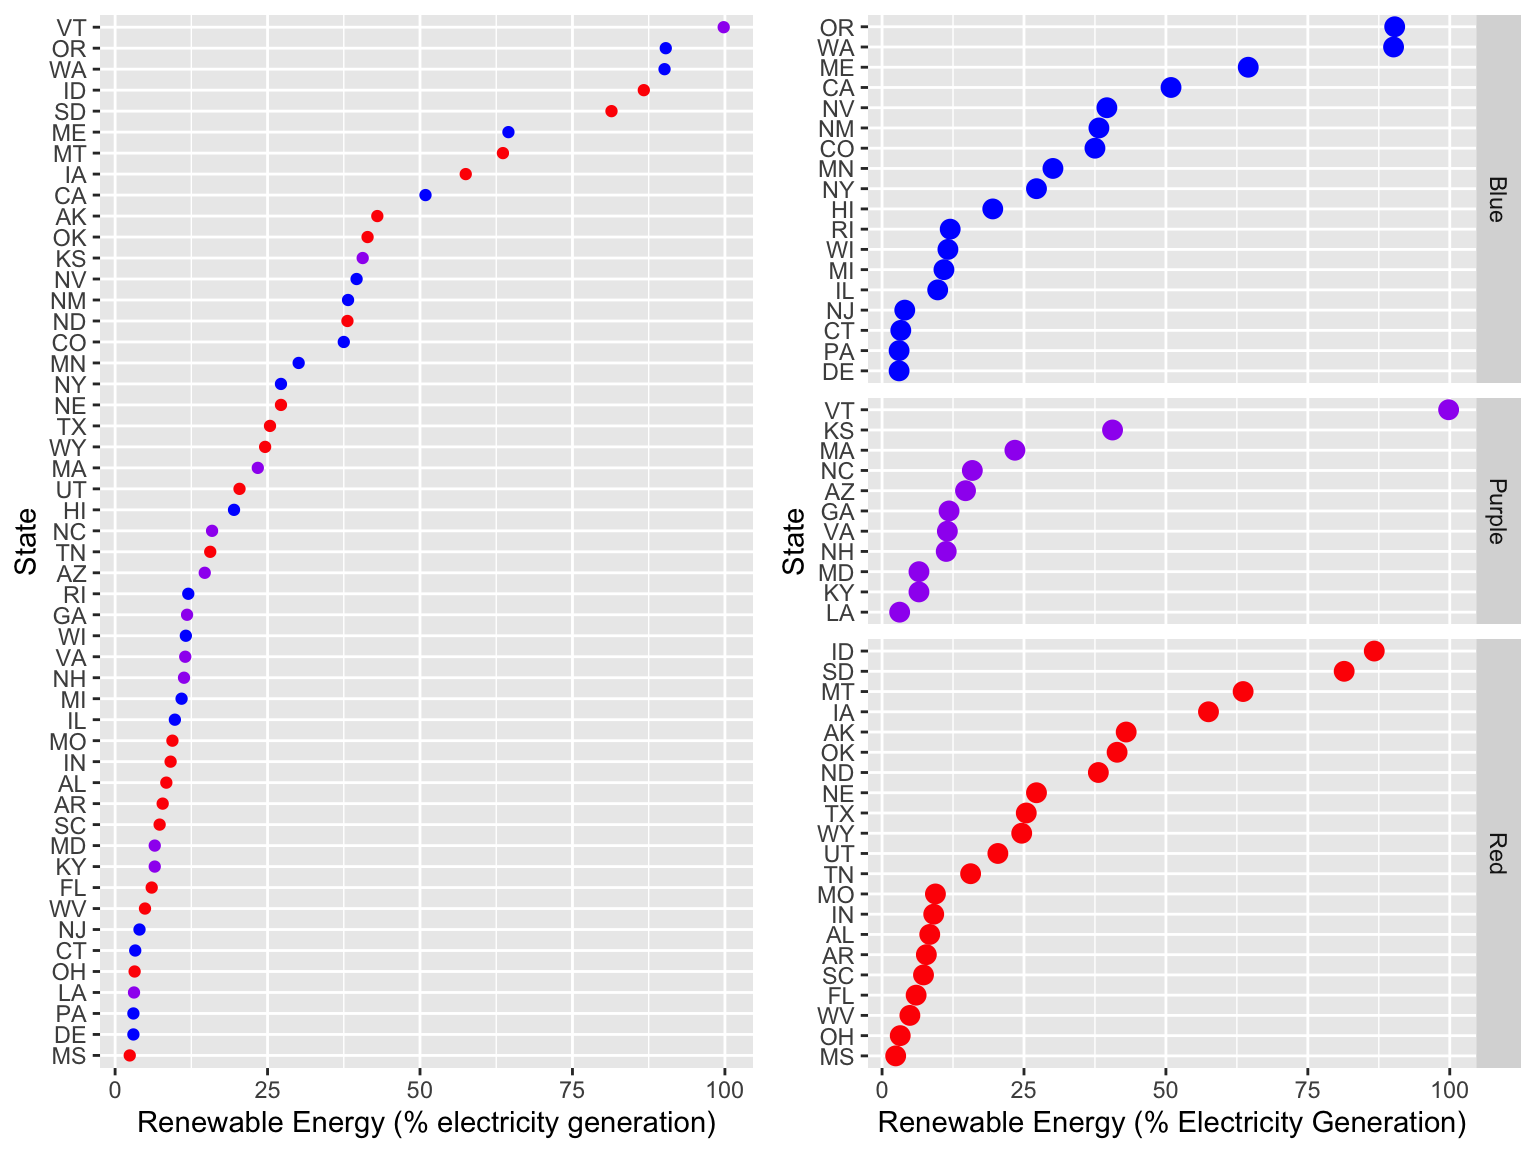 State
VT
OR
WA
ID
SD
ME
MT
IA
CA
AK
OK
KS
NV
NM
ND
CO
MN
NY
NE
TX
WY
MA
UT
HI
NC
TN
AZ
RI
GA
WI
VA
NH
MI
IL
MO
IN
AL
AR
SC
MD
KY
FL
WV
NJ
CT
OH
LA
PA
DE
MS
0 25 50 75 100
Renewable Energy (% electricity generation)
State
OR
WA
ME
CA
NV
NM
CO
MN
NY
HI
RI
WI
MI
IL
NJ
CT
PA
DE
Blue
VT
KS
MA
NC
AZ
GA
VA
NH
MD
KY
LA
Purple
ID
SD
MT
IA
AK
OK
ND
NE
TX
WY
UT
TN
MO
IN
AL
AR
SC
FL
WV
OH
MS
Red
0 25 50 75 100
Renewable Energy (% Electricity Generation)